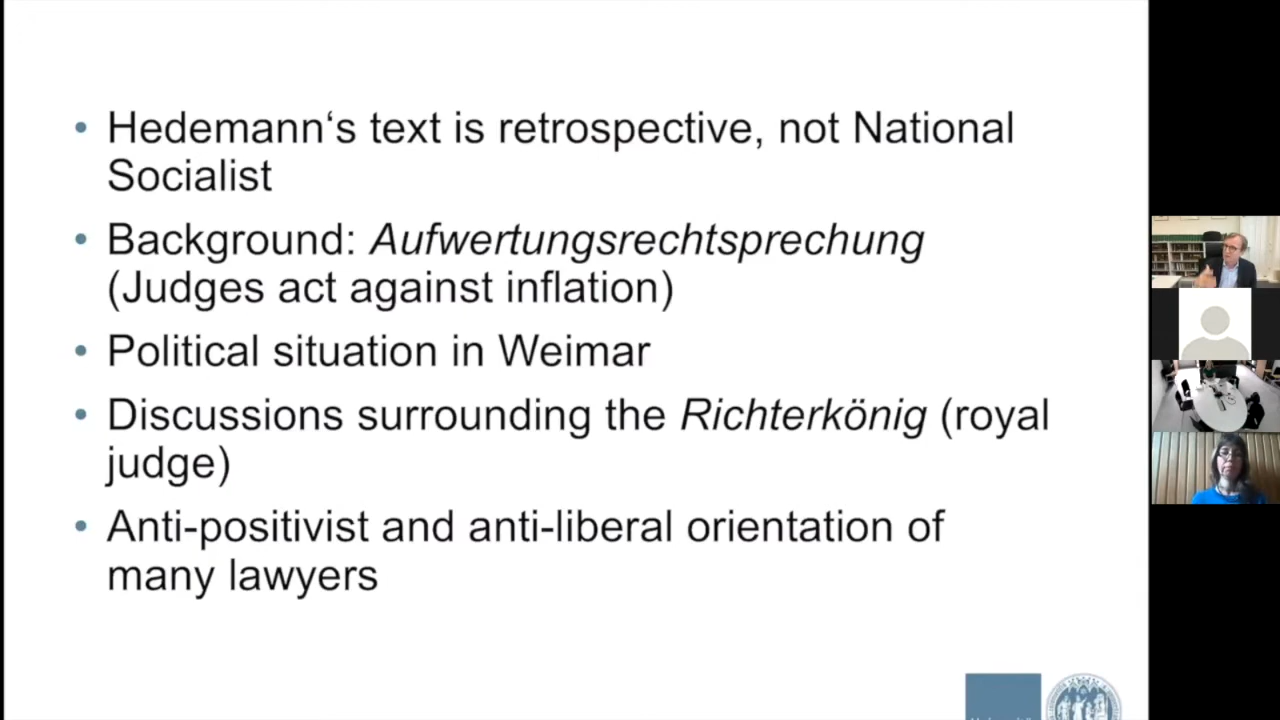 • Hedemann‘s text is retrospective, not National
Socialist
• Background: Aufwertungsrechtsprechung
(Judges act against inflation)
• Political situation in Weimar
• Discussions surrounding the Richterkönig (royal
judge)
• Anti-positivist and anti-liberal orientation of
many lawyers